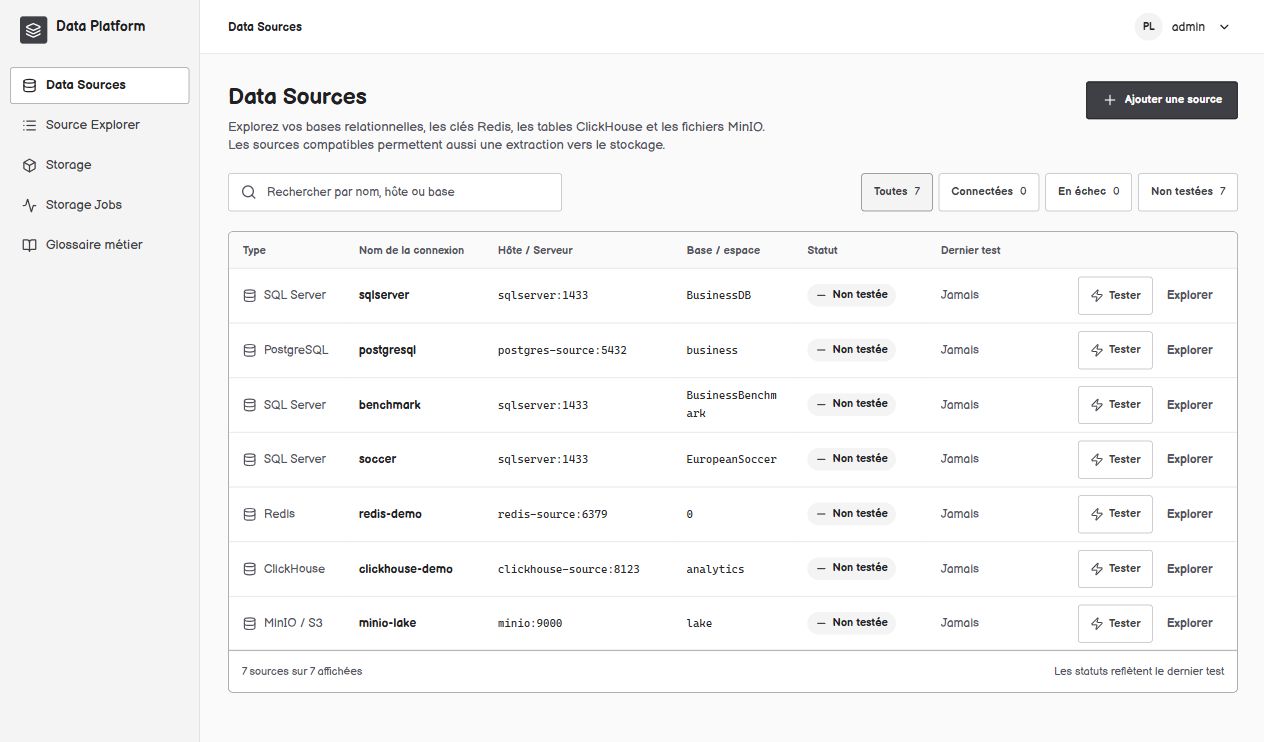 Data Platform
Data Sources
Source Explorer
Storage
Storage Jobs
Glossaire métier
Data Sources
PL admin
Data Sources
Ajouter une source
Explorez vos bases relationnelles, les clés Redis, les tables ClickHouse et les fichiers MinIO.
Les sources compatibles permettent aussi une extraction vers le stockage.
Rechercher par nom, hôte ou base
Toutes 7 Connectées 0 En échec 0 Non testées 7
Type Nom de la connexion Hôte / Serveur Base / espace Statut Dernier test
SQL Server sqlserver sqlserver:1433 BusinessDB — Non testée Jamais Tester Explorer
PostgreSQL postgresql postgres-source:5432 business — Non testée Jamais Tester Explorer
SQL Server benchmark sqlserver:1433 BusinessBenchm — Non testée Jamais Tester Explorer
ark
SQL Server soccer sqlserver:1433 EuropeanSoccer — Non testée Jamais Tester Explorer
Redis redis-demo redis-source:6379 0 — Non testée Jamais Tester Explorer
ClickHouse clickhouse-demo clickhouse-source:8123 analytics — Non testée Jamais Tester Explorer
MinIO / S3 minio-lake minio:9000 lake — Non testée Jamais Tester Explorer
7 sources sur 7 affichées Les statuts reflètent le dernier test